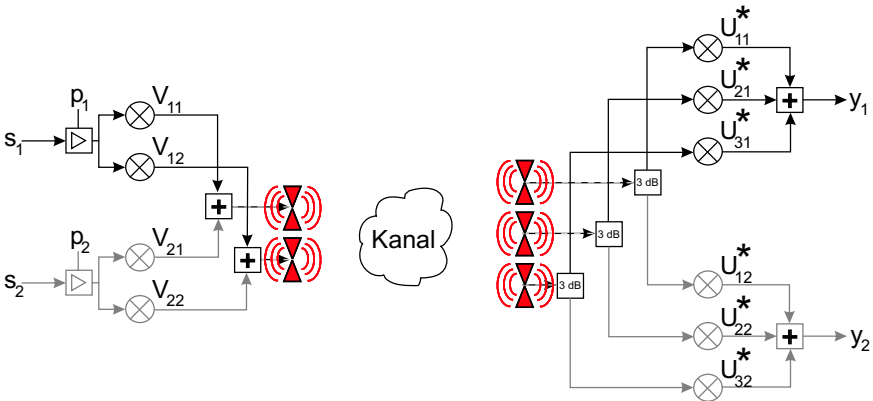 p₁
V₁₁
s₁
V₁₂
p₂
V₂₁
s₂
V₂₂
Kanal
U*₁₁
U*₂₁
y₁
U*₃₁
3 dB
3 dB
3 dB
U*₁₂
U*₂₂
y₂
U*₃₂